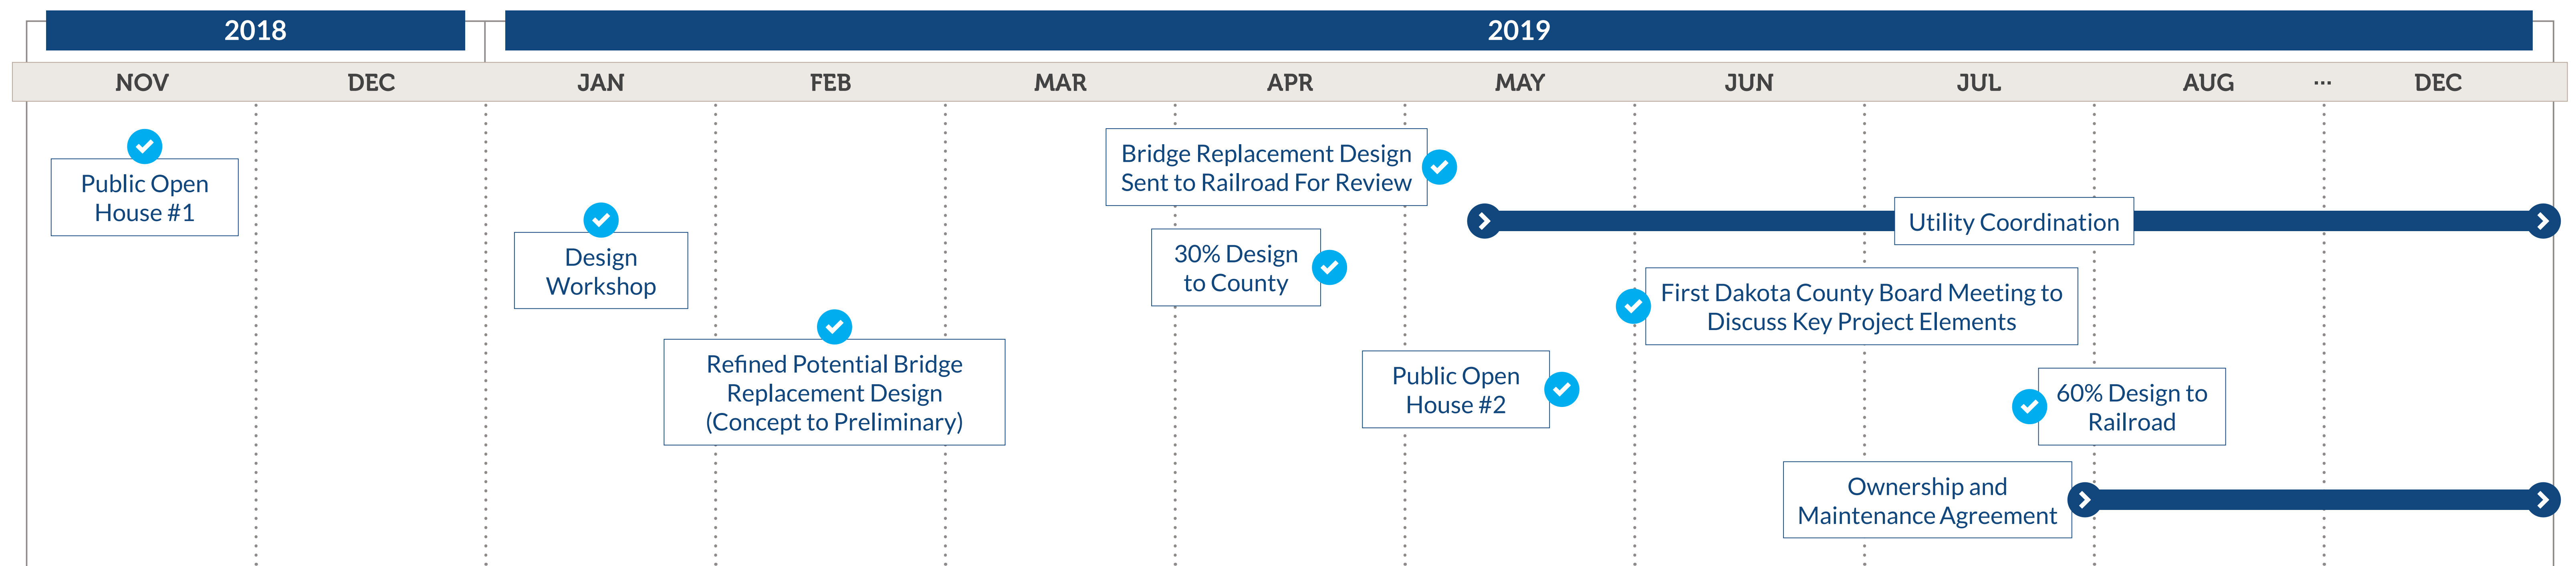 2018
2019
NOV
DEC
JAN
FEB
MAR
APR
MAY
JUN
JUL
AUG
...
DEC
Public Open
House #1
Design
Workshop
Refined Potential Bridge
Replacement Design
(Concept to Preliminary)
Bridge Replacement Design
Sent to Railroad For Review
30% Design
to County
Public Open
House #2
Utility Coordination
First Dakota County Board Meeting to
Discuss Key Project Elements
60% Design to
Railroad
Ownership and
Maintenance Agreement